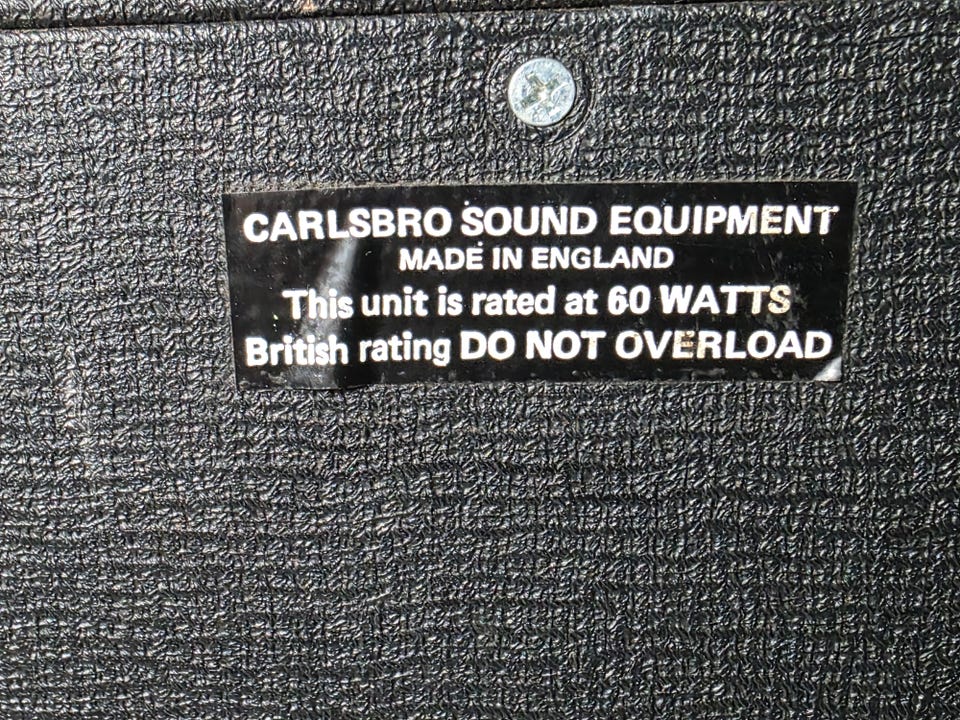 CARLSBRO SOUND EQUIPMENT
MADE IN ENGLAND
This unit is rated at 60 WATTS
British rating DO NOT OVERLOAD